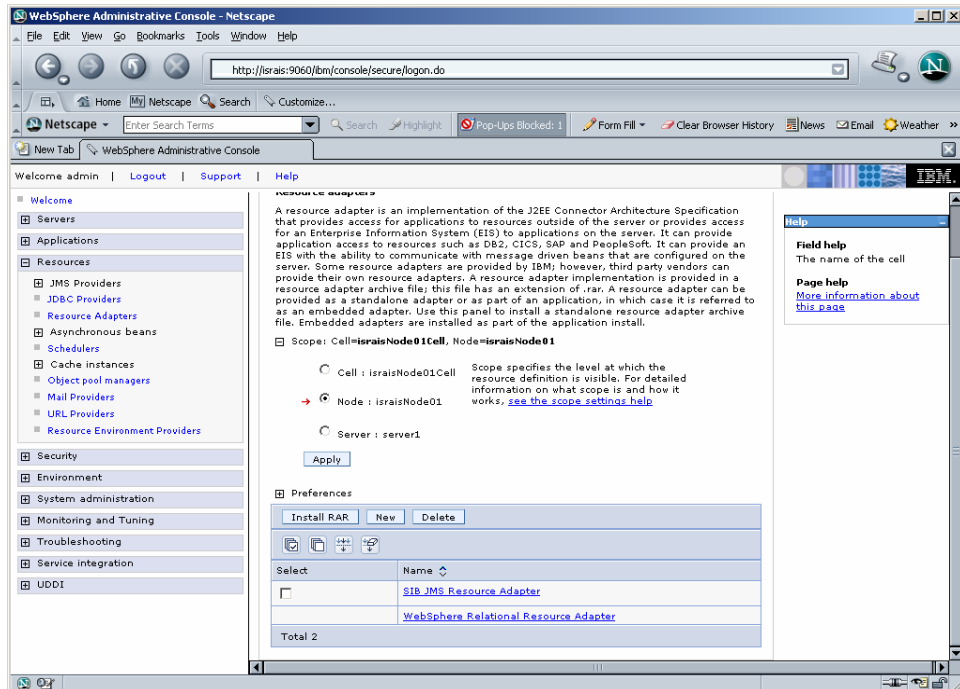 WebSphere Administrative Console - Netscape
File Edit View Go Bookmarks Tools Window Help
http://israis:9060/ibm/console/secure/logon.do
Home My Netscape Search Customize...
Netscape Enter Search Terms Search Highlight Pop-Ups Blocked: 1 Form Fill Clear Browser History News Email Weather »
New Tab WebSphere Administrative Console
Welcome admin | Logout | Support | Help IBM.
Welcome
Servers
Applications
Resources
JMS Providers
JDBC Providers
Resource Adapters
Asynchronous beans
Schedulers
Cache instances
Object pool managers
Mail Providers
URL Providers
Resource Environment Providers
Security
Environment
System administration
Monitoring and Tuning
Troubleshooting
Service integration
UDDI
Resource adapters
A resource adapter is an implementation of the J2EE Connector Architecture Specification
that provides access for applications to resources outside of the server or provides access
for an Enterprise Information System (EIS) to applications on the server. It can provide
application access to resources such as DB2, CICS, SAP and PeopleSoft. It can provide an
EIS with the ability to communicate with message driven beans that are configured on the
server. Some resource adapters are provided by IBM; however, third party vendors can
provide their own resource adapters. A resource adapter implementation is provided in a
resource adapter archive file; this file has an extension of .rar. A resource adapter can be
provided as a standalone adapter or as part of an application, in which case it is referred to
as an embedded adapter. Use this panel to install a standalone resource adapter archive
file. Embedded adapters are installed as part of the application install.
Scope: Cell=israisNode01Cell, Node=israisNode01
Cell : israisNode01Cell
Node : israisNode01
Server : server1
Scope specifies the level at which the
resource definition is visible. For detailed
information on what scope is and how it
works, see the scope settings help
Apply
Preferences
Install RAR New Delete
Select Name
SIB JMS Resource Adapter
WebSphere Relational Resource Adapter
Total 2
Help
Field help
The name of the cell
Page help
More information about
this page